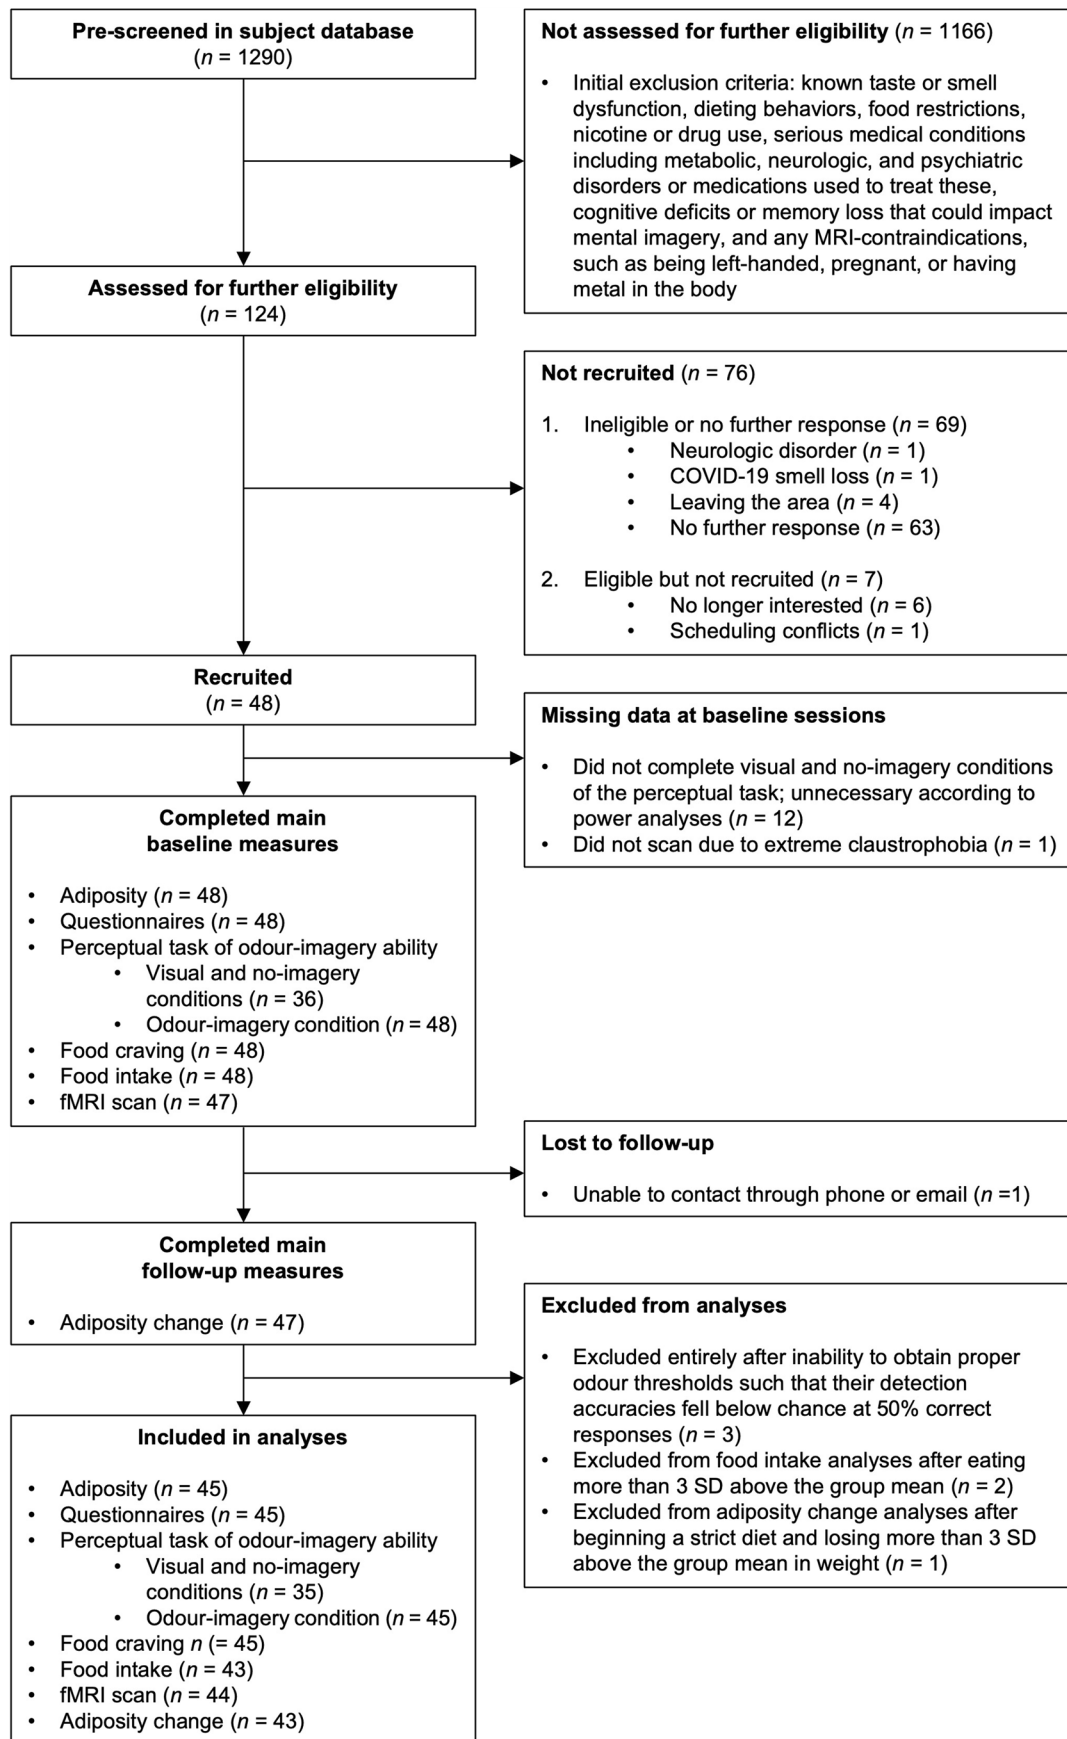 Pre-screened in subject database
(n = 1290)
Not assessed for further eligibility (n = 1166)
• Initial exclusion criteria: known taste or smell
dysfunction, dieting behaviors, food restrictions,
nicotine or drug use, serious medical conditions
including metabolic, neurologic, and psychiatric
disorders or medications used to treat these,
cognitive deficits or memory loss that could impact
mental imagery, and any MRI-contraindications,
such as being left-handed, pregnant, or having
metal in the body
Assessed for further eligibility
(n = 124)
Not recruited (n = 76)
1. Ineligible or no further response (n = 69)
• Neurologic disorder (n = 1)
• COVID-19 smell loss (n = 1)
• Leaving the area (n = 4)
• No further response (n = 63)
2. Eligible but not recruited (n = 7)
• No longer interested (n = 6)
• Scheduling conflicts (n = 1)
Recruited
(n = 48)
Missing data at baseline sessions
• Did not complete visual and no-imagery conditions
of the perceptual task; unnecessary according to
power analyses (n = 12)
• Did not scan due to extreme claustrophobia (n = 1)
Completed main
baseline measures
• Adiposity (n = 48)
• Questionnaires (n = 48)
• Perceptual task of odour-imagery ability
• Visual and no-imagery
conditions (n = 36)
• Odour-imagery condition (n = 48)
• Food craving (n = 48)
• Food intake (n = 48)
• fMRI scan (n = 47)
Lost to follow-up
• Unable to contact through phone or email (n =1)
Completed main
follow-up measures
• Adiposity change (n = 47)
Excluded from analyses
• Excluded entirely after inability to obtain proper
odour thresholds such that their detection
accuracies fell below chance at 50% correct
responses (n = 3)
• Excluded from food intake analyses after eating
more than 3 SD above the group mean (n = 2)
• Excluded from adiposity change analyses after
beginning a strict diet and losing more than 3 SD
above the group mean in weight (n = 1)
Included in analyses
• Adiposity (n = 45)
• Questionnaires (n = 45)
• Perceptual task of odour-imagery ability
• Visual and no-imagery
conditions (n = 35)
• Odour-imagery condition (n = 45)
• Food craving n (= 45)
• Food intake (n = 43)
• fMRI scan (n = 44)
• Adiposity change (n = 43)